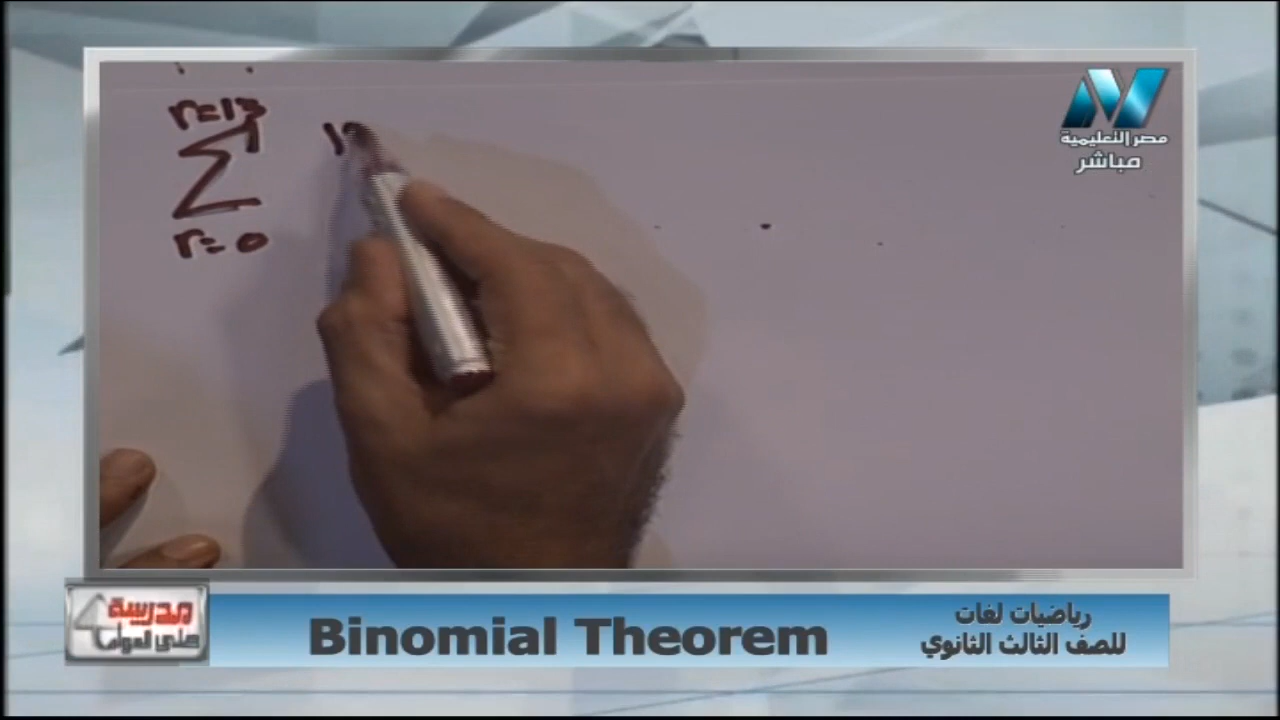 r=13
Σ
r=0
مصر التعليمية
مباشر
مدرسة
على الهواء
Binomial Theorem
رياضيات لغات
للصف الثالث الثانوي